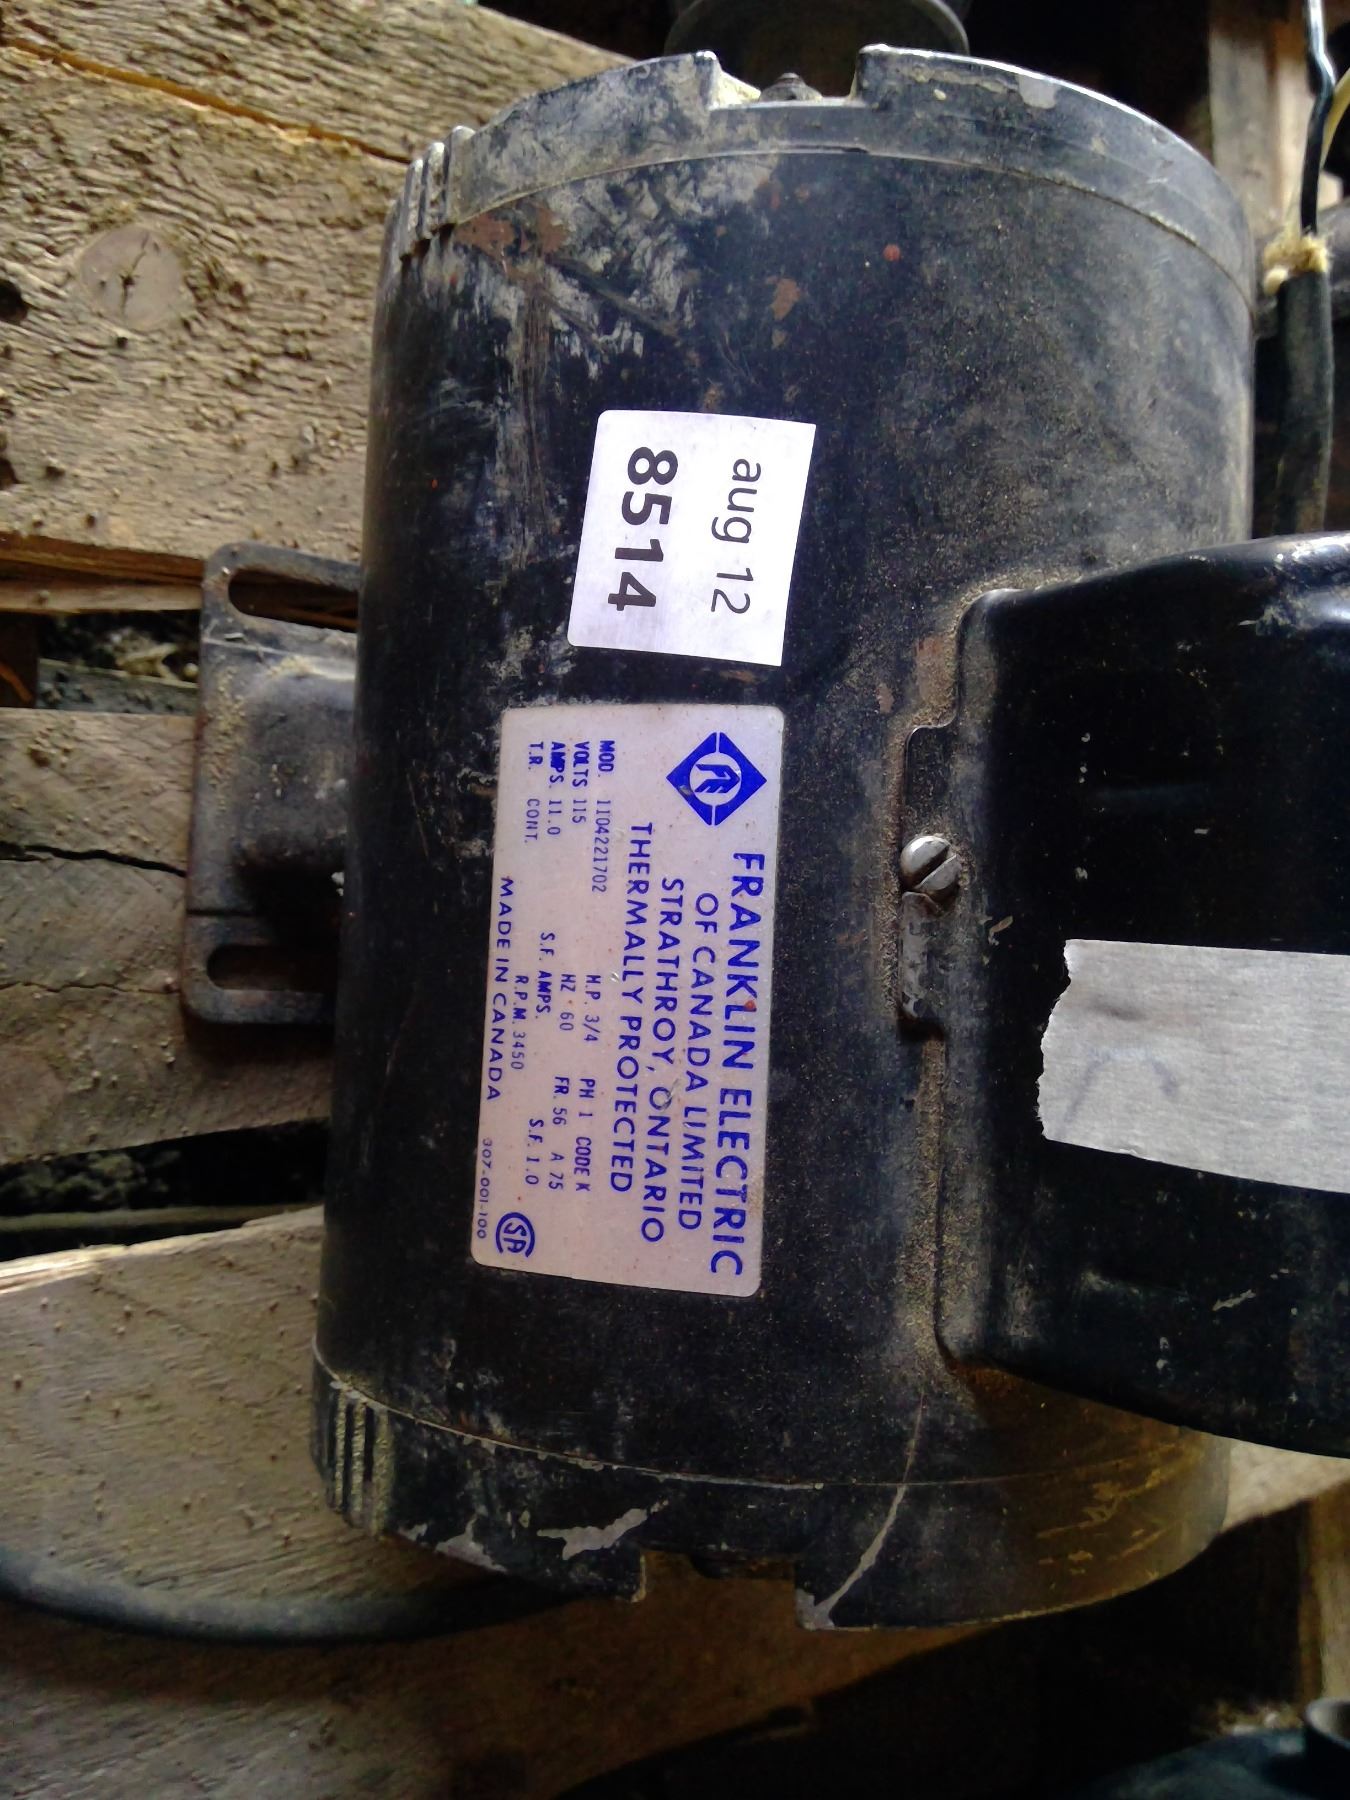 aug 12
8514
FRANKLIN ELECTRIC
OF CANADA LIMITED
STRATHROY, ONTARIO
THERMALLY PROTECTED
MOD. 1104221702 H.P. 3/4 PH 1 CODE K
VOLTS 115 HZ 60 FR. 56 A 75
AMPS. 11.0 S.F. AMPS. S.F. 1.0
T.R. CONT. R.P.M. 3450
MADE IN CANADA 307-001-100
SA